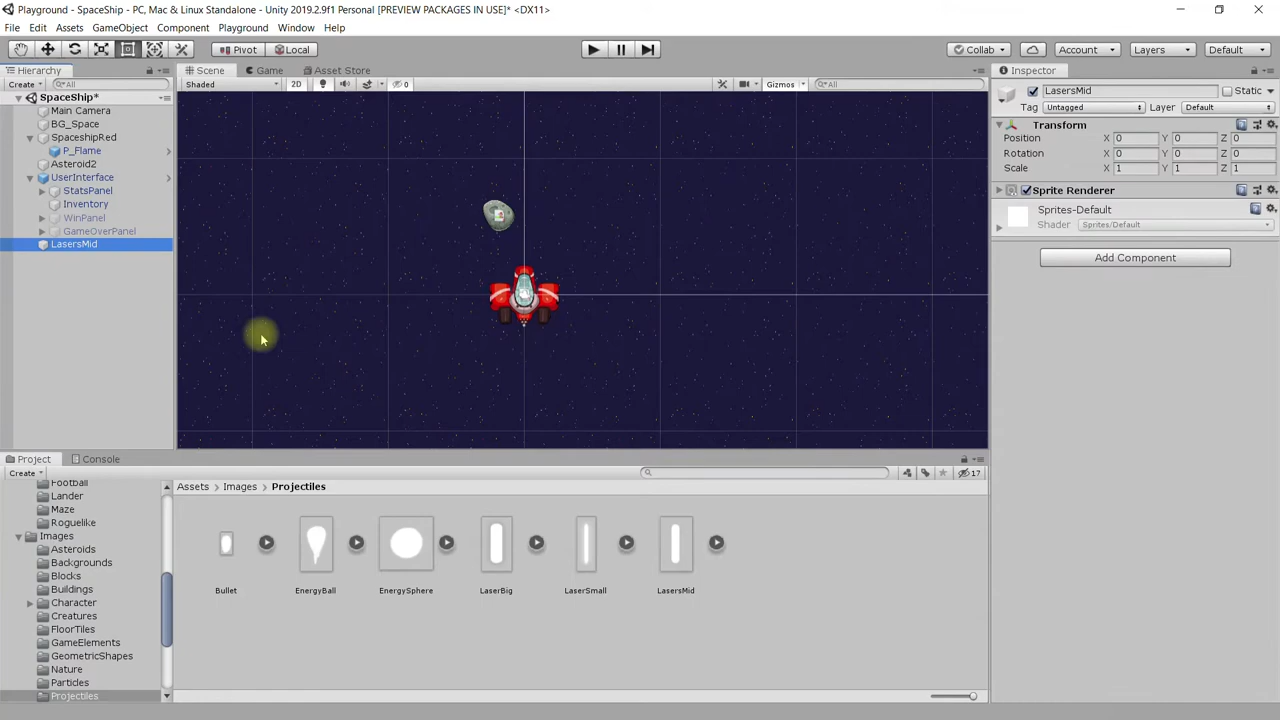 Playground - SpaceShip - PC, Mac & Linux Standalone - Unity 2019.2.9f1 Personal [PREVIEW PACKAGES IN USE]* <DX11>
File Edit Assets GameObject Component Playground Window Help
Pivot Local Collab Account Layers Default
Hierarchy Scene Game Asset Store Inspector
Create All Shaded 2D 0 Gizmos All
LasersMid Static
SpaceShip*
Tag Untagged Layer Default
Main Camera
BG_Space
Transform
SpaceshipRed
Position X 0 Y 0 Z 0
P_Flame
Rotation X 0 Y 0 Z 0
Asteroid2
Scale X 1 Y 1 Z 1
UserInterface
StatsPanel
Sprite Renderer
Inventory
Sprites-Default
WinPanel
Shader Sprites/Default
GameOverPanel
LasersMid
Add Component
Project Console
Create 17
Football
Assets Images Projectiles
Lander
Maze
Roguelike
Images
Asteroids
Backgrounds
Blocks
Buildings
Bullet EnergyBall EnergySphere LaserBig LaserSmall LasersMid
Character
Creatures
FloorTiles
GameElements
GeometricShapes
Nature
Particles
Projectiles